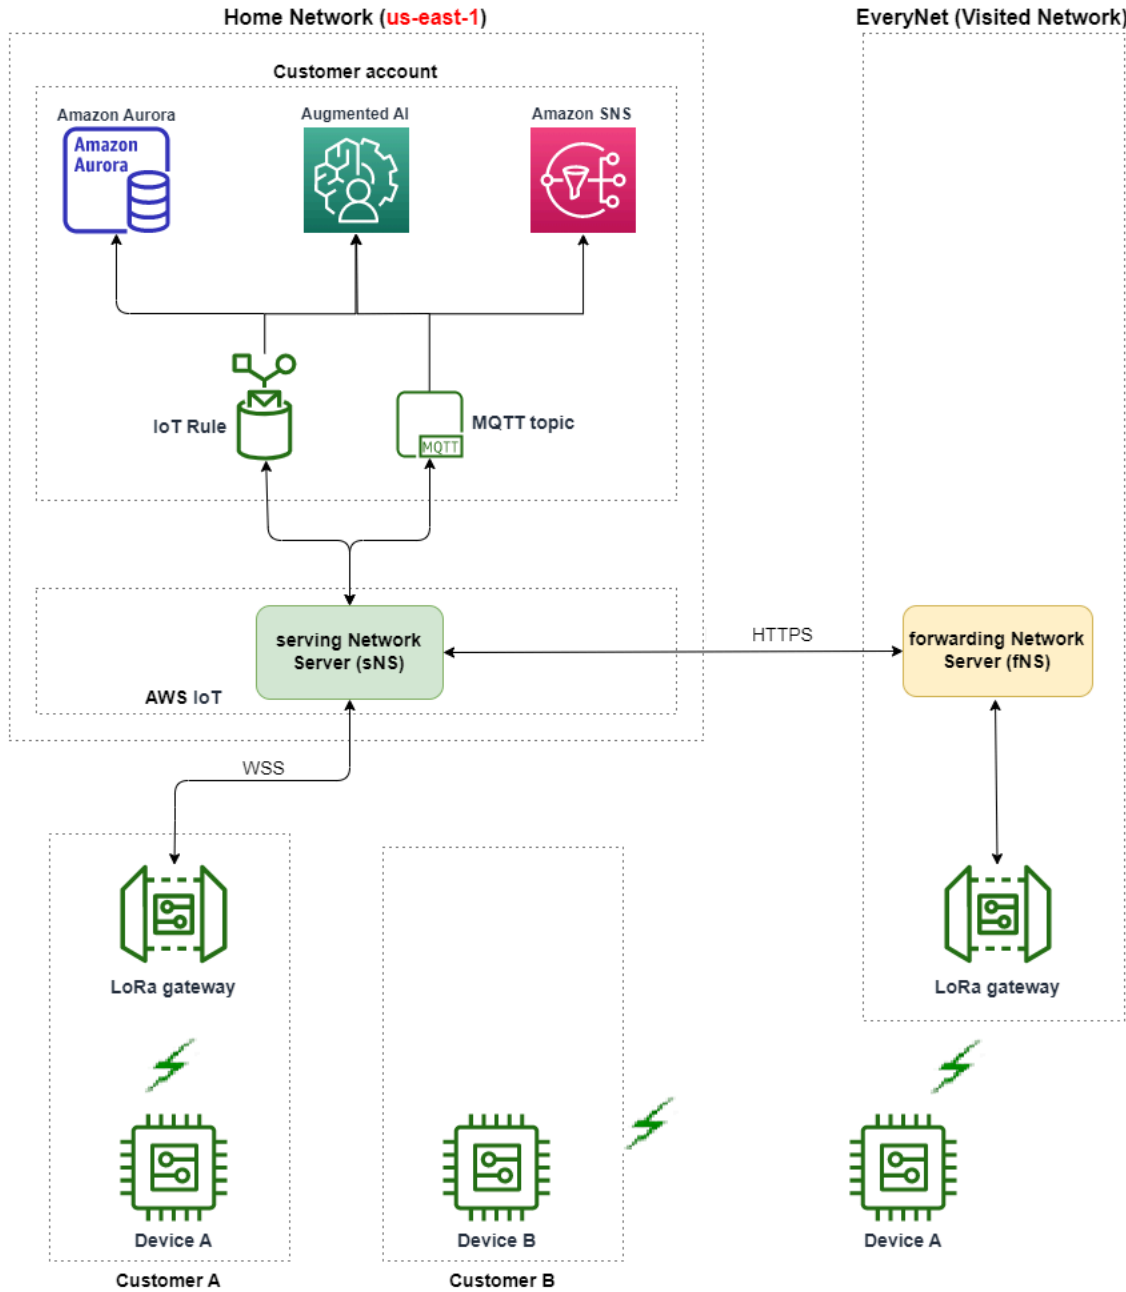 Home Network (us-east-1)
EveryNet (Visited Network)
Customer account
Amazon Aurora
Augmented AI
Amazon SNS
Amazon
Aurora
IoT Rule
MQTT topic
MQTT
serving Network
Server (sNS)
HTTPS
forwarding Network
Server (fNS)
AWS IoT
WSS
LoRa gateway
LoRa gateway
Device A
Device B
Device A
Customer A
Customer B